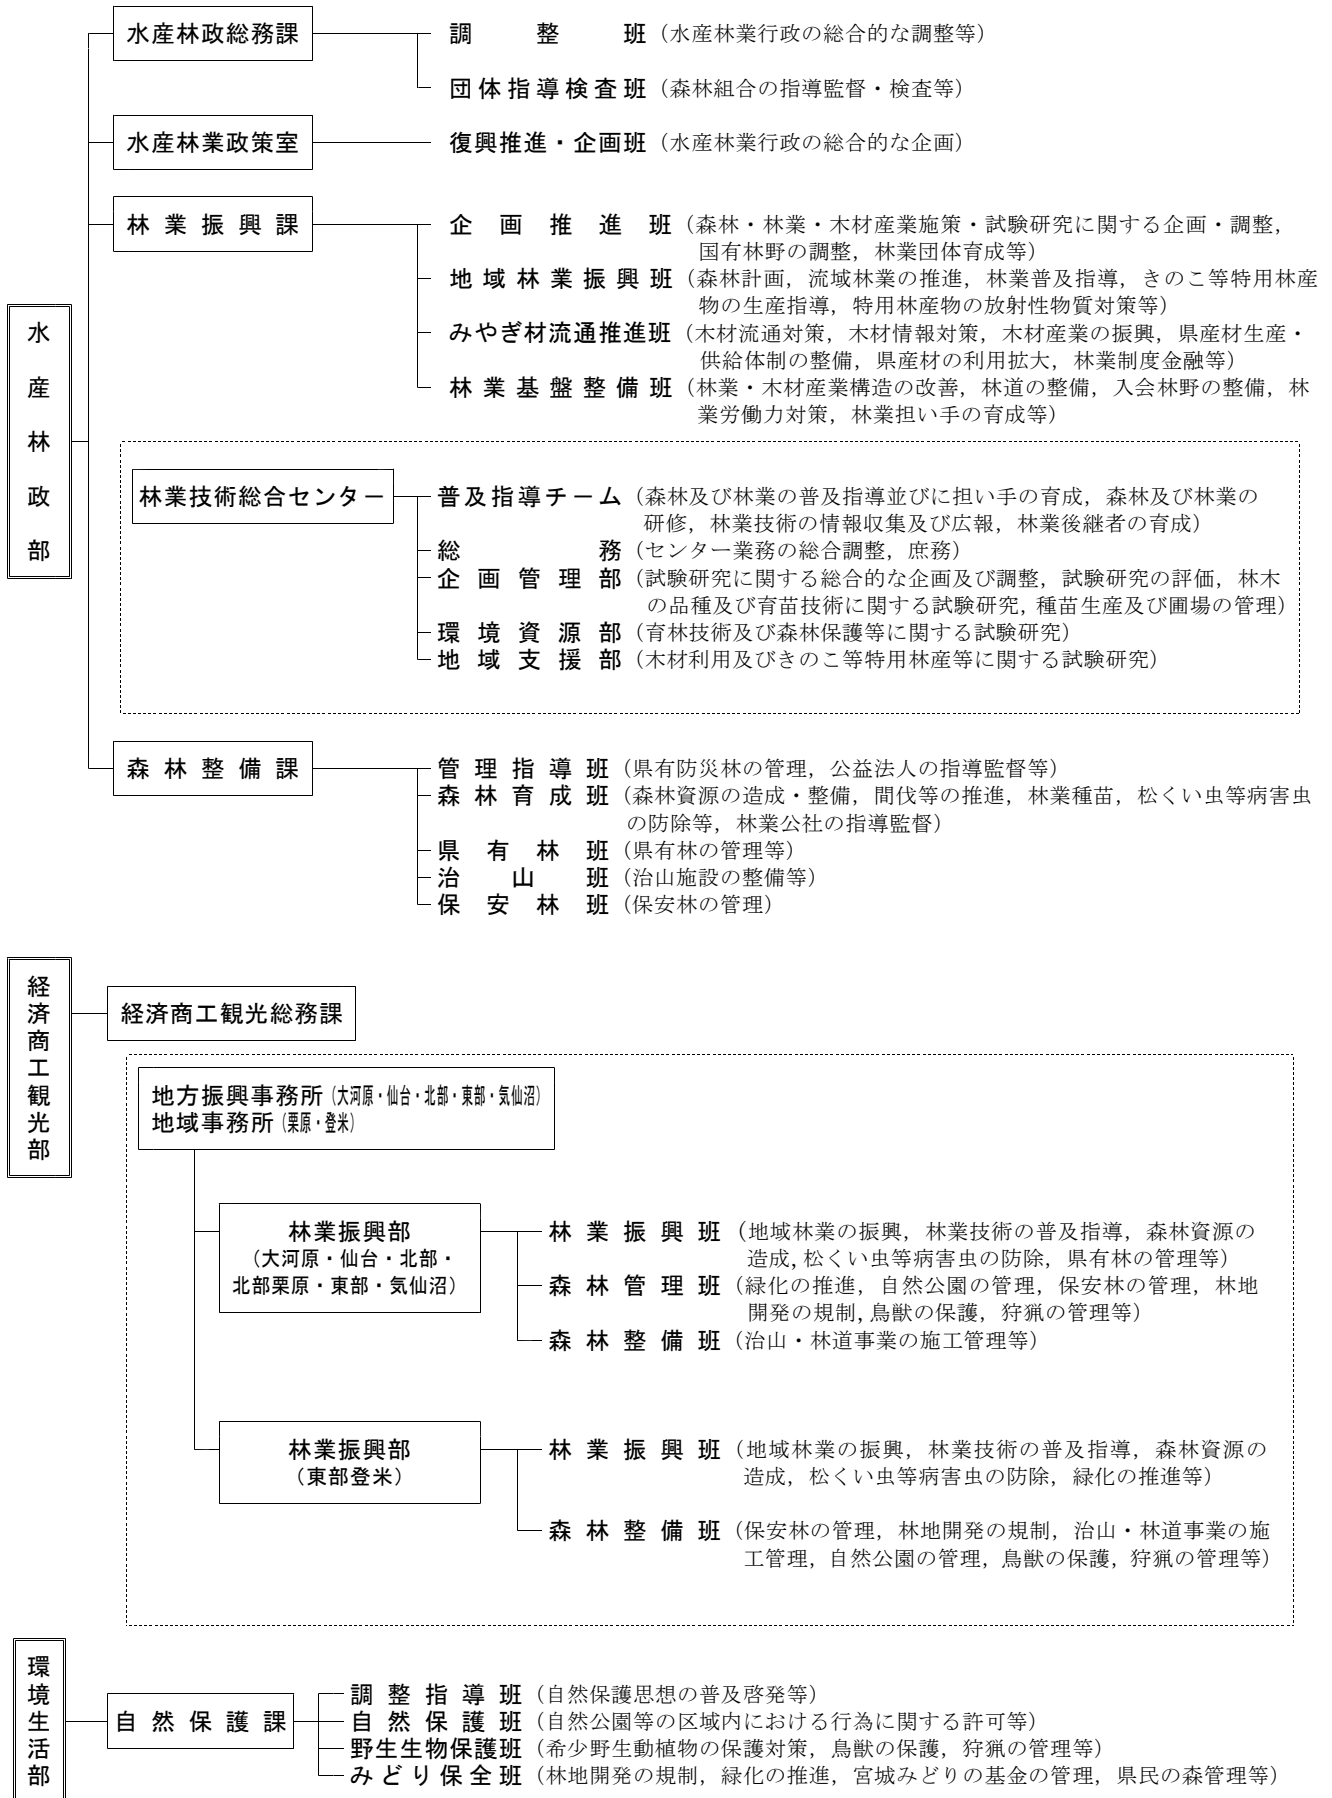 水産林政部
水産林政総務課
調整班（水産林業行政の総合的な調整等）
団体指導検査班（森林組合の指導監督・検査等）
水産林業政策室
復興推進・企画班（水産林業行政の総合的な企画）
林業振興課
企画推進班（森林・林業・木材産業施策・試験研究に関する企画・調整，
国有林野の調整，林業団体育成等）
地域林業振興班（森林計画，流域林業の推進，林業普及指導，きのこ等特用林産
物の生産指導，特用林産物の放射性物質対策等）
みやぎ材流通推進班（木材流通対策，木材情報対策，木材産業の振興，県産材生産・
供給体制の整備，県産材の利用拡大，林業制度金融等）
林業基盤整備班（林業・木材産業構造の改善，林道の整備，入会林野の整備，林
業労働力対策，林業担い手の育成等）
林業技術総合センター
普及指導チーム（森林及び林業の普及指導並びに担い手の育成，森林及び林業の
研修，林業技術の情報収集及び広報，林業後継者の育成）
総務（センター業務の総合調整，庶務）
企画管理部（試験研究に関する総合的な企画及び調整，試験研究の評価，林木
の品種及び育苗技術に関する試験研究，種苗生産及び圃場の管理）
環境資源部（育林技術及び森林保護等に関する試験研究）
地域支援部（木材利用及びきのこ等特用林産等に関する試験研究）
森林整備課
管理指導班（県有防災林の管理，公益法人の指導監督等）
森林育成班（森林資源の造成・整備，間伐等の推進，林業種苗，松くい虫等病害虫
の防除等，林業公社の指導監督）
県有林班（県有林の管理等）
治山班（治山施設の整備等）
保安林班（保安林の管理）
経済商工観光部
経済商工観光総務課
地方振興事務所（大河原・仙台・北部・東部・気仙沼）
地域事務所（栗原・登米）
林業振興部
（大河原・仙台・北部・
北部栗原・東部・気仙沼）
林業振興班（地域林業の振興，林業技術の普及指導，森林資源の
造成，松くい虫等病害虫の防除，県有林の管理等）
森林管理班（緑化の推進，自然公園の管理，保安林の管理，林地
開発の規制，鳥獣の保護，狩猟の管理等）
森林整備班（治山・林道事業の施工管理等）
林業振興部
（東部登米）
林業振興班（地域林業の振興，林業技術の普及指導，森林資源の
造成，松くい虫等病害虫の防除，緑化の推進等）
森林整備班（保安林の管理，林地開発の規制，治山・林道事業の施
工管理，自然公園の管理，鳥獣の保護，狩猟の管理等）
環境生活部
自然保護課
調整指導班（自然保護思想の普及啓発等）
自然保護班（自然公園等の区域内における行為に関する許可等）
野生生物保護班（希少野生動植物の保護対策，鳥獣の保護，狩猟の管理等）
みどり保全班（林地開発の規制，緑化の推進，宮城みどりの基金の管理，県民の森管理等）